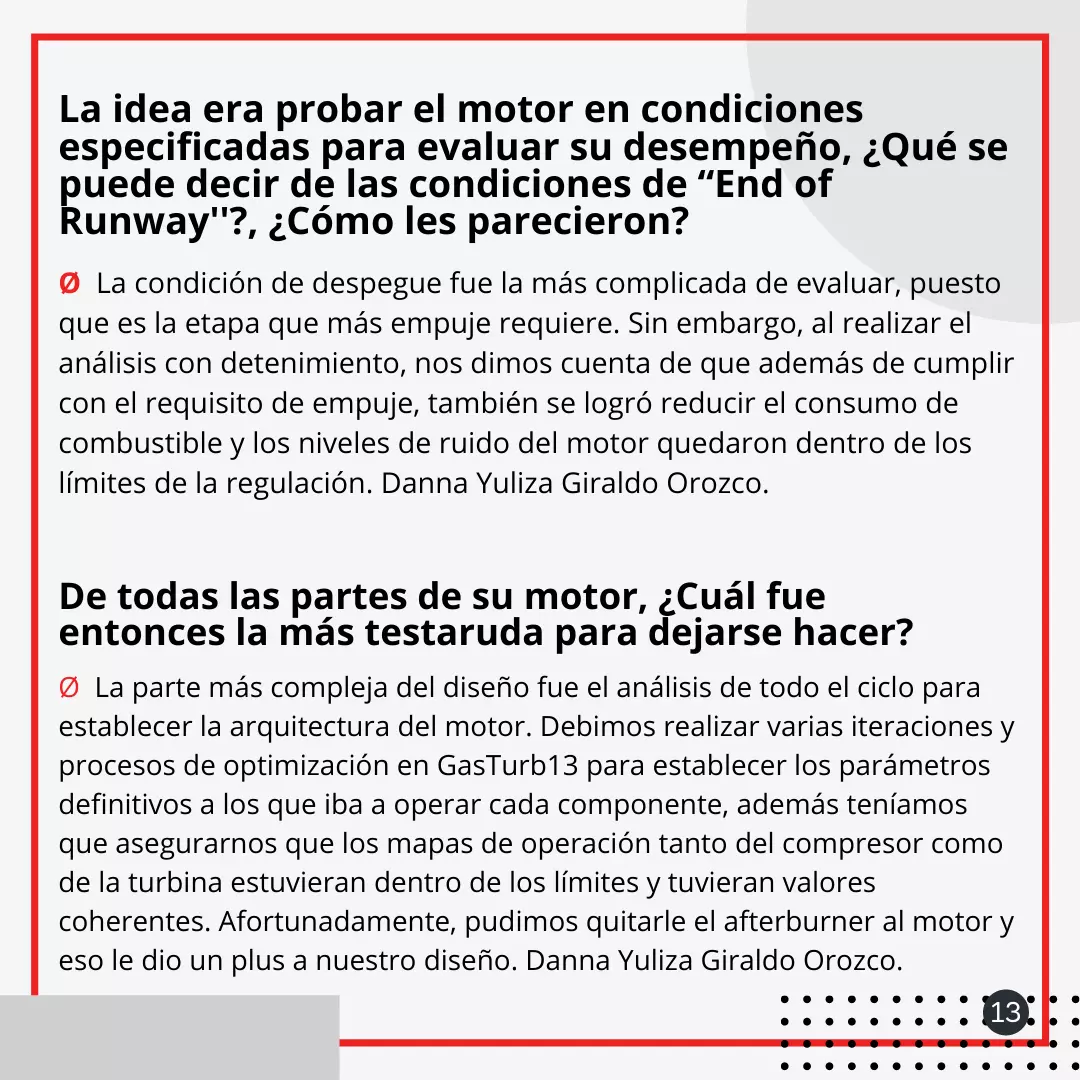 La idea era probar el motor en condiciones
especificadas para evaluar su desempeño, ¿Qué se
puede decir de las condiciones de “End of
Runway''?, ¿Cómo les parecieron?
Ø La condición de despegue fue la más complicada de evaluar, puesto
que es la etapa que más empuje requiere. Sin embargo, al realizar el
análisis con detenimiento, nos dimos cuenta de que además de cumplir
con el requisito de empuje, también se logró reducir el consumo de
combustible y los niveles de ruido del motor quedaron dentro de los
límites de la regulación. Danna Yuliza Giraldo Orozco.
De todas las partes de su motor, ¿Cuál fue
entonces la más testaruda para dejarse hacer?
Ø La parte más compleja del diseño fue el análisis de todo el ciclo para
establecer la arquitectura del motor. Debimos realizar varias iteraciones y
procesos de optimización en GasTurb13 para establecer los parámetros
definitivos a los que iba a operar cada componente, además teníamos
que asegurarnos que los mapas de operación tanto del compresor como
de la turbina estuvieran dentro de los límites y tuvieran valores
coherentes. Afortunadamente, pudimos quitarle el afterburner al motor y
eso le dio un plus a nuestro diseño. Danna Yuliza Giraldo Orozco.
13